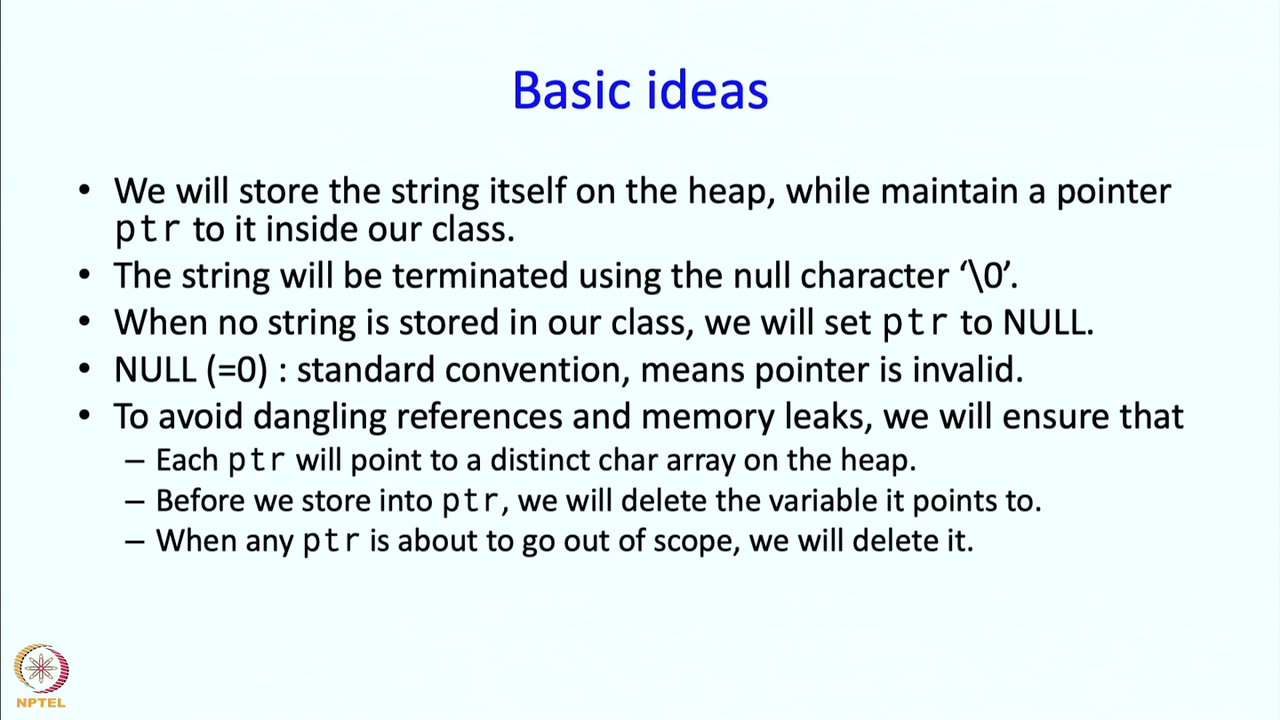 Basic ideas
• We will store the string itself on the heap, while maintain a pointer
ptr to it inside our class.
• The string will be terminated using the null character ‘\0’.
• When no string is stored in our class, we will set ptr to NULL.
• NULL (=0) : standard convention, means pointer is invalid.
• To avoid dangling references and memory leaks, we will ensure that
– Each ptr will point to a distinct char array on the heap.
– Before we store into ptr, we will delete the variable it points to.
– When any ptr is about to go out of scope, we will delete it.
NPTEL